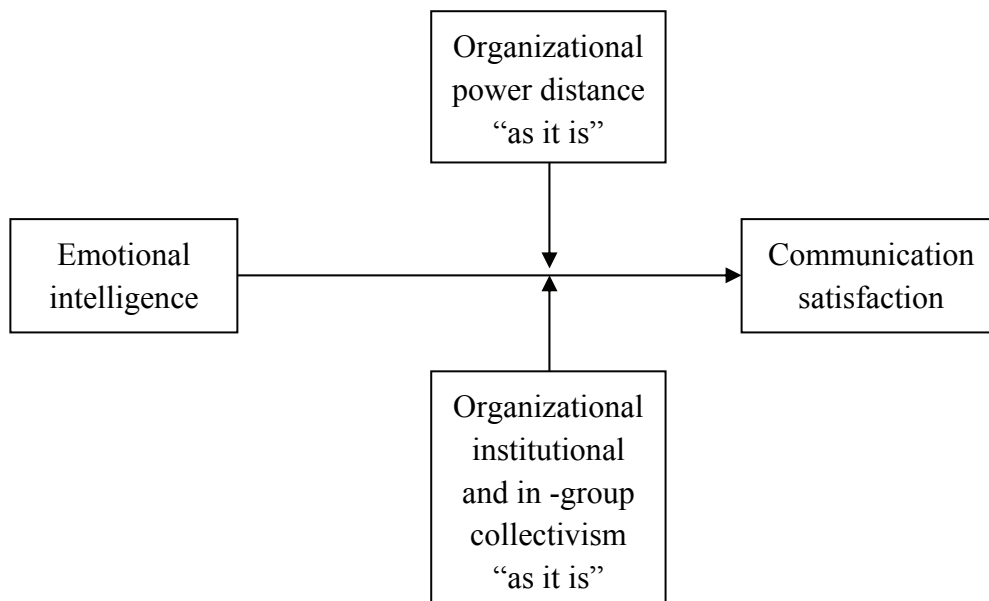 Organizational
power distance
“as it is”
Emotional
intelligence
Communication
satisfaction
Organizational
institutional
and in -group
collectivism
“as it is”